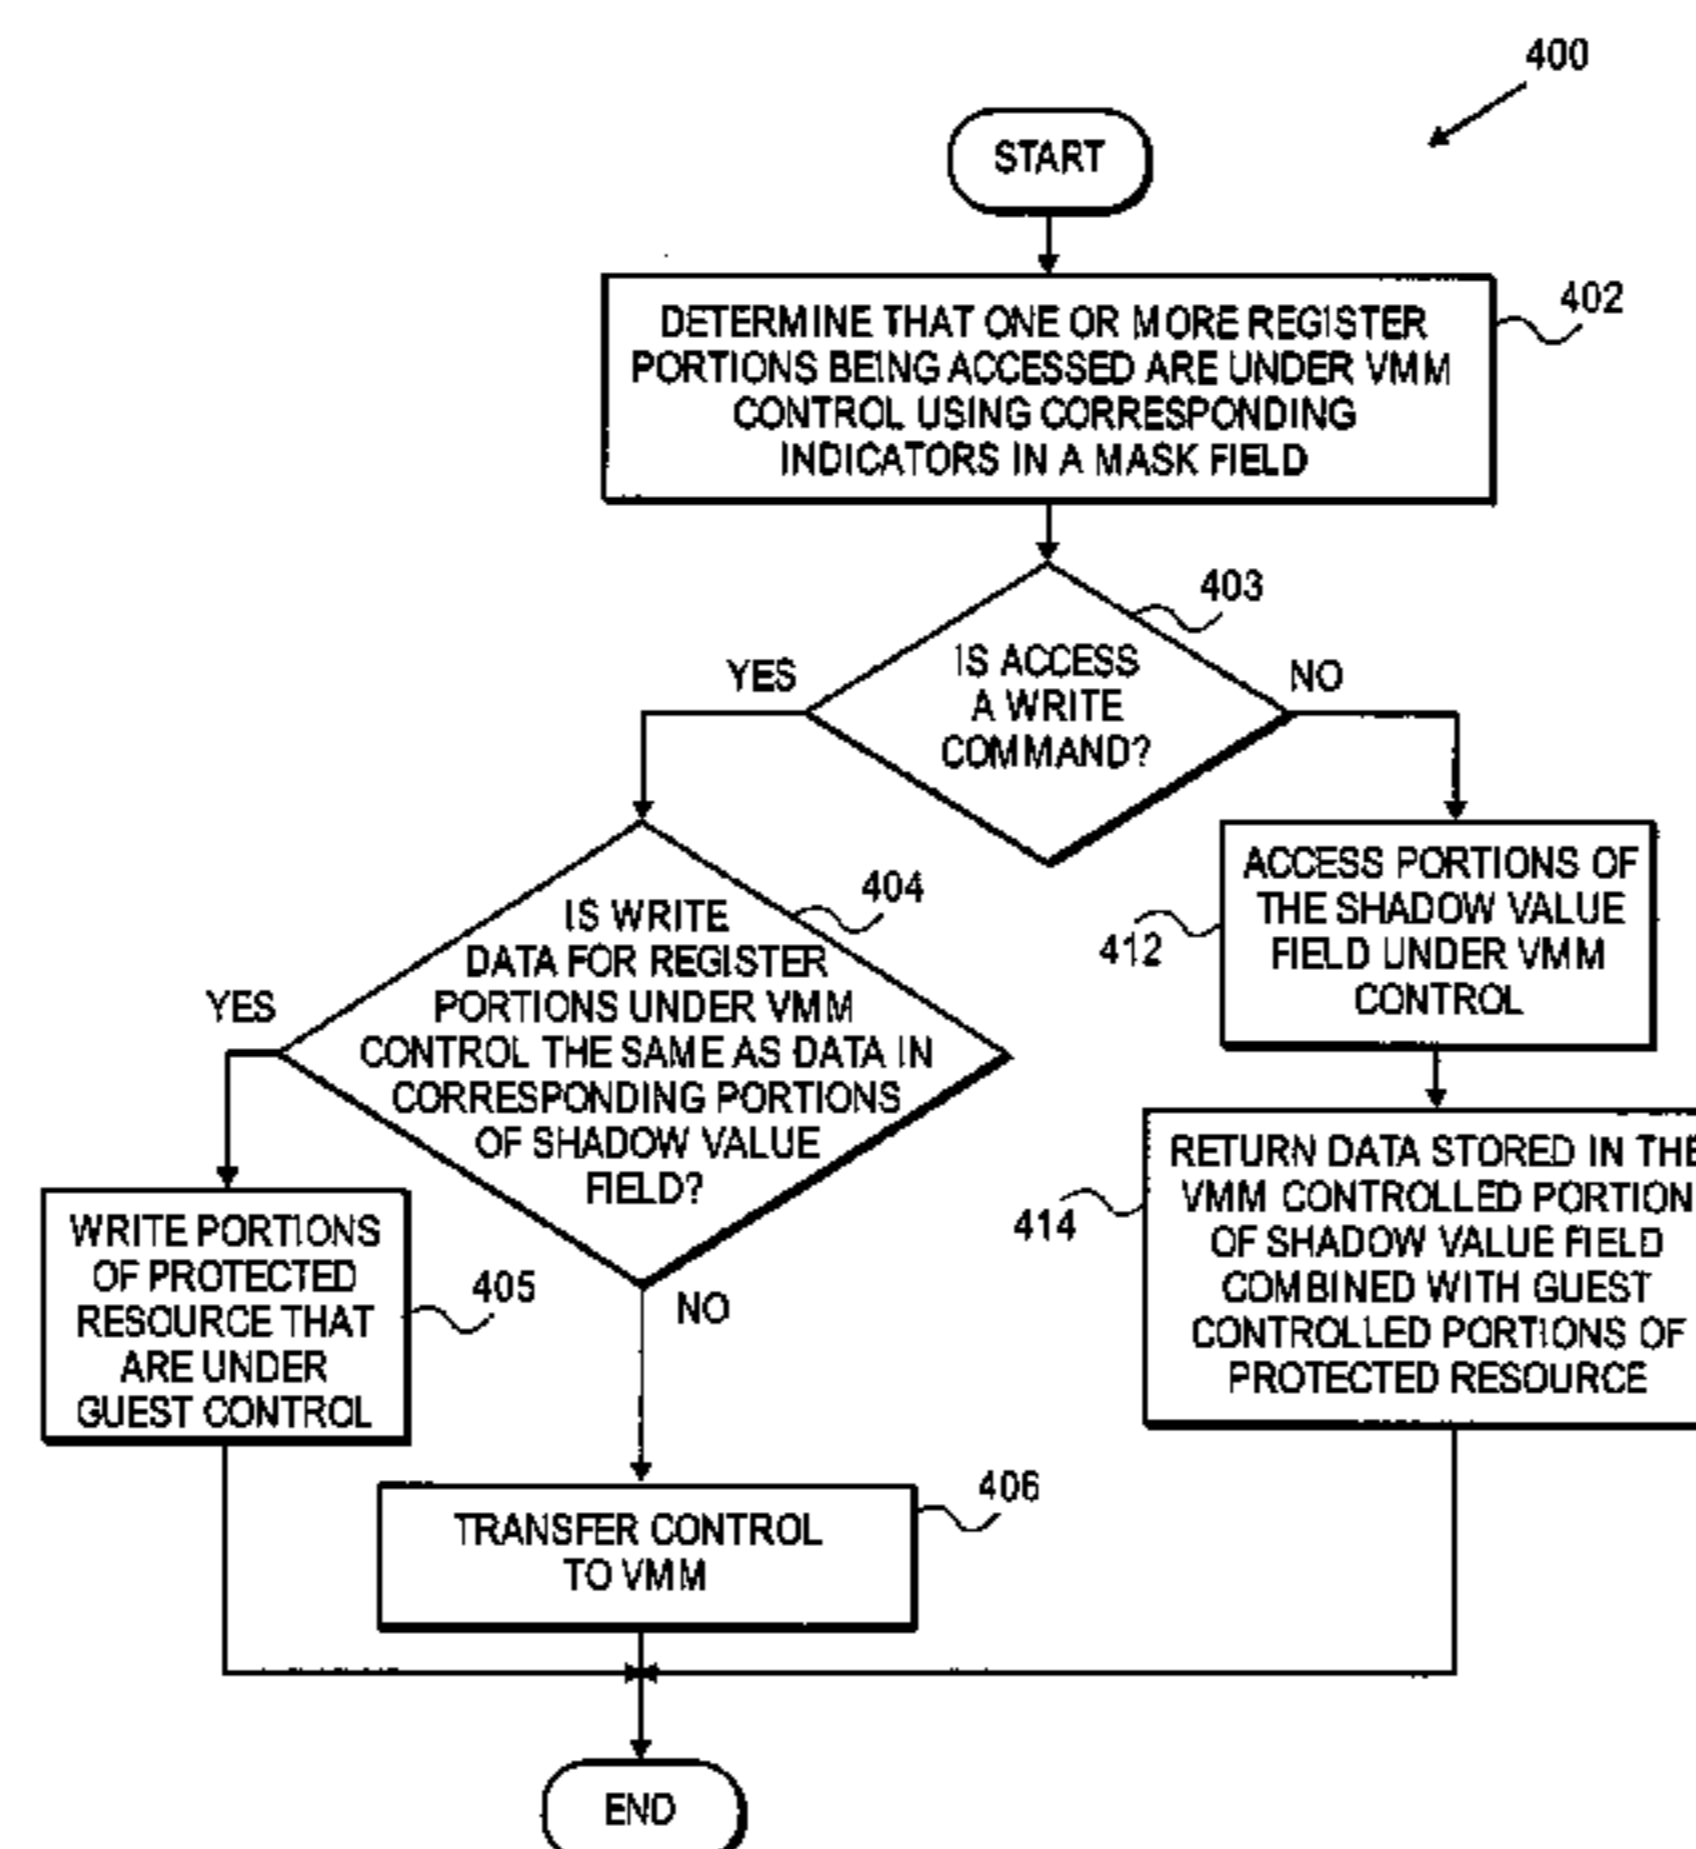 400
START
402
DETERMINE THAT ONE OR MORE REGISTER
PORTIONS BEING ACCESSED ARE UNDER VMM
CONTROL USING CORRESPONDING
INDICATORS IN A MASK FIELD
403
IS ACCESS
A WRITE
COMMAND?
YES
NO
404
IS WRITE
DATA FOR REGISTER
PORTIONS UNDER VMM
CONTROL THE SAME AS DATA IN
CORRESPONDING PORTIONS
OF SHADOW VALUE
FIELD?
YES
NO
412
ACCESS PORTIONS OF
THE SHADOW VALUE
FIELD UNDER VMM
CONTROL
414
RETURN DATA STORED IN THE
VMM CONTROLLED PORTION
OF SHADOW VALUE FIELD
COMBINED WITH GUEST
CONTROLLED PORTIONS OF
PROTECTED RESOURCE
405
WRITE PORTIONS
OF PROTECTED
RESOURCE THAT
ARE UNDER
GUEST CONTROL
406
TRANSFER CONTROL
TO VMM
END